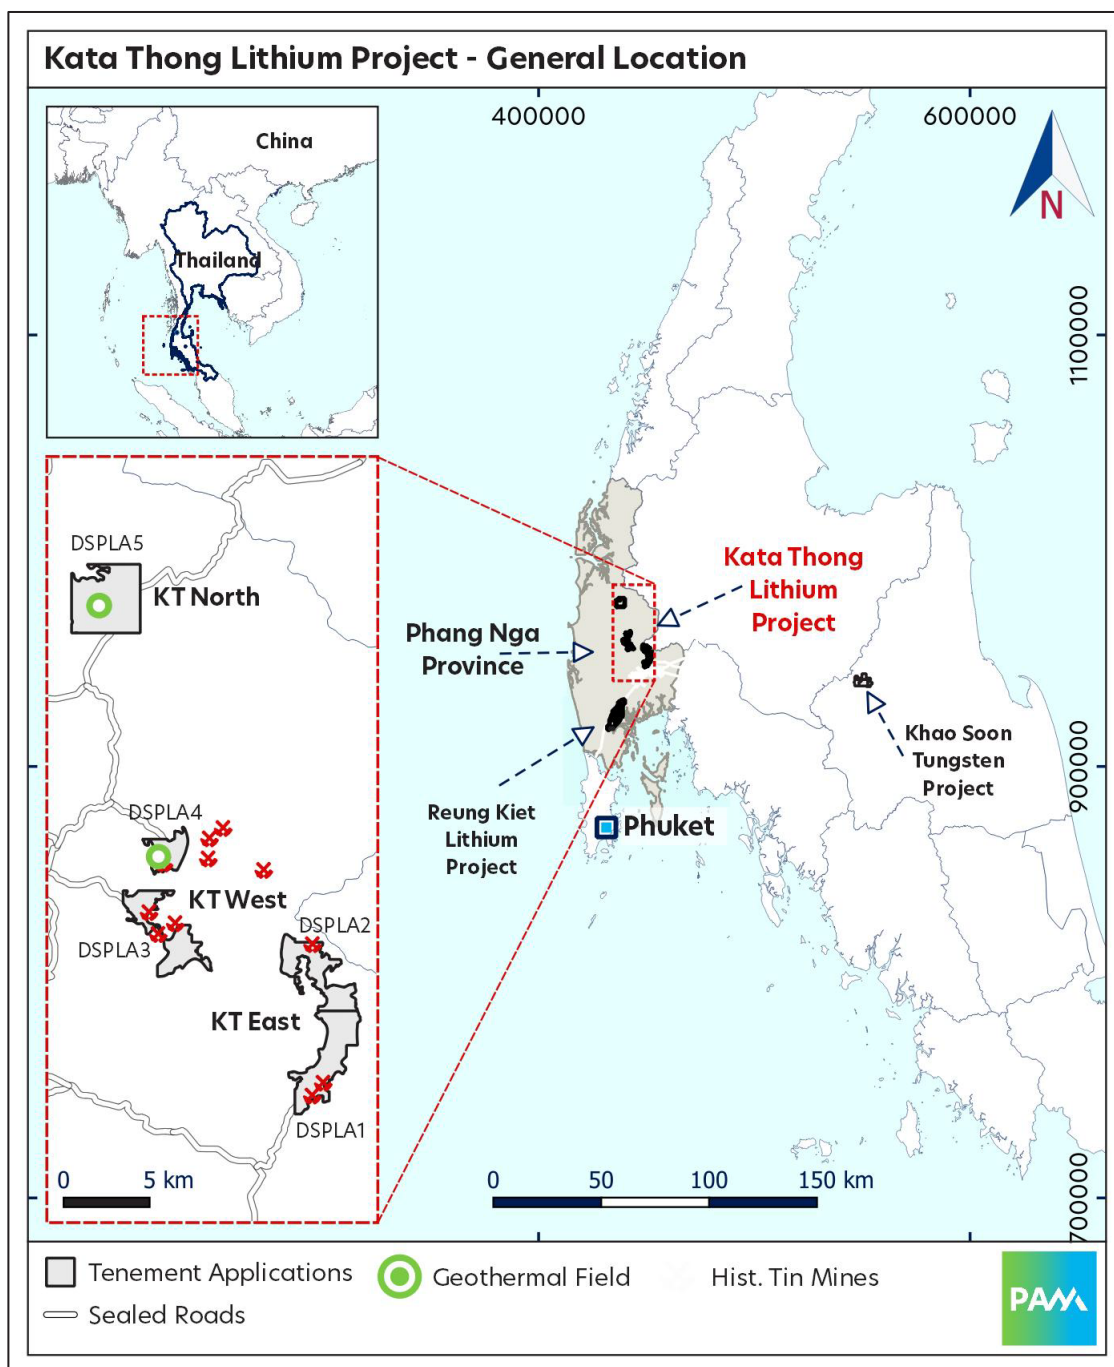 Kata Thong Lithium Project - General Location
400000
600000
China
Thailand
N
1100000
DSPLA5
KT North
Kata Thong
Lithium
Project
Phang Nga
Province
Khao Soon
Tungsten
Project
900000
Reung Kiet
Lithium
Project
Phuket
DSPLA4
KT West
DSPLA3
DSPLA2
KT East
DSPLA1
0 5 km
0 50 100 150 km
700000
Tenement Applications
Geothermal Field
Hist. Tin Mines
Sealed Roads
PAM